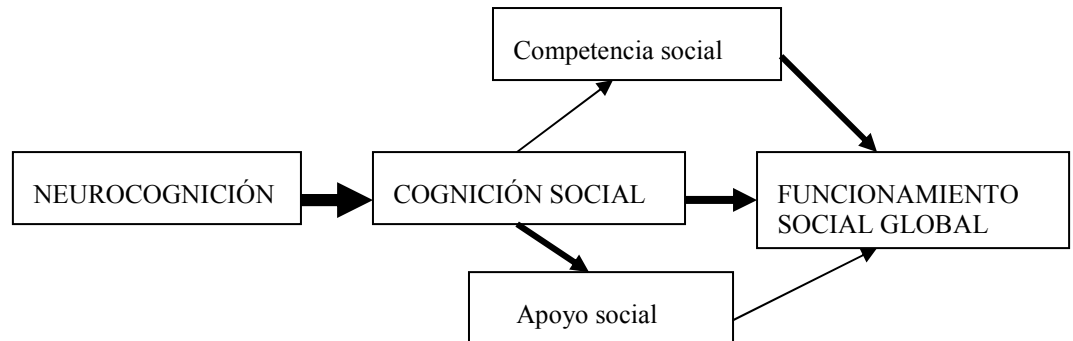 Competencia social
NEUROCOGNICIÓN
COGNICIÓN SOCIAL
FUNCIONAMIENTO
SOCIAL GLOBAL
Apoyo social